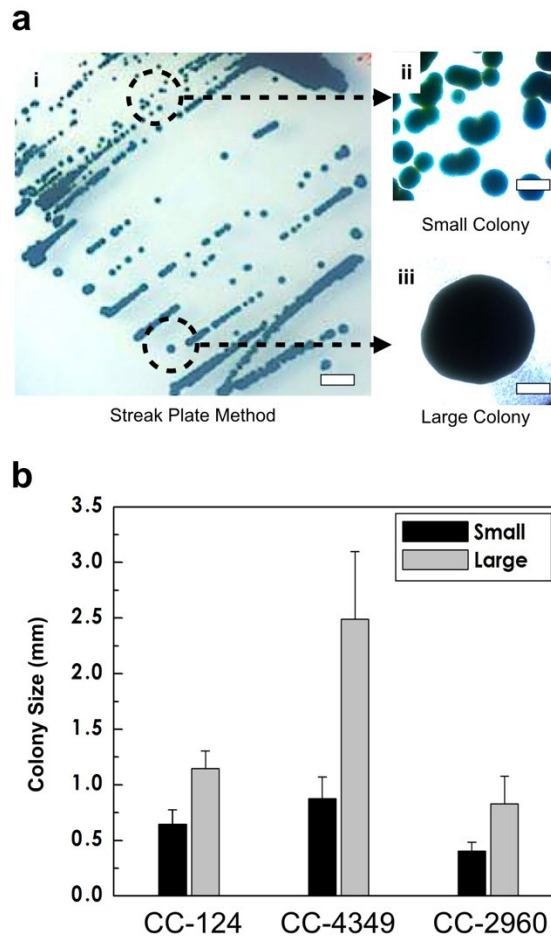 a
i
ii
Small Colony
iii
Streak Plate Method
Large Colony
b
3.5
3.0
2.5
2.0
1.5
1.0
0.5
0.0
Colony Size (mm)
Small
Large
CC-124
CC-4349
CC-2960